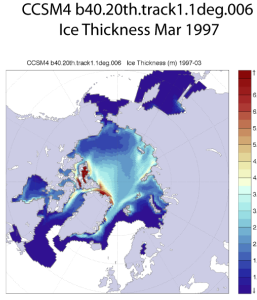 CCSM4 b40.20th.track1.1deg.006
Ice Thickness Mar 1997
CCSM4 b40.20th.track1.1deg.006 Ice Thickness (m) 1997-03